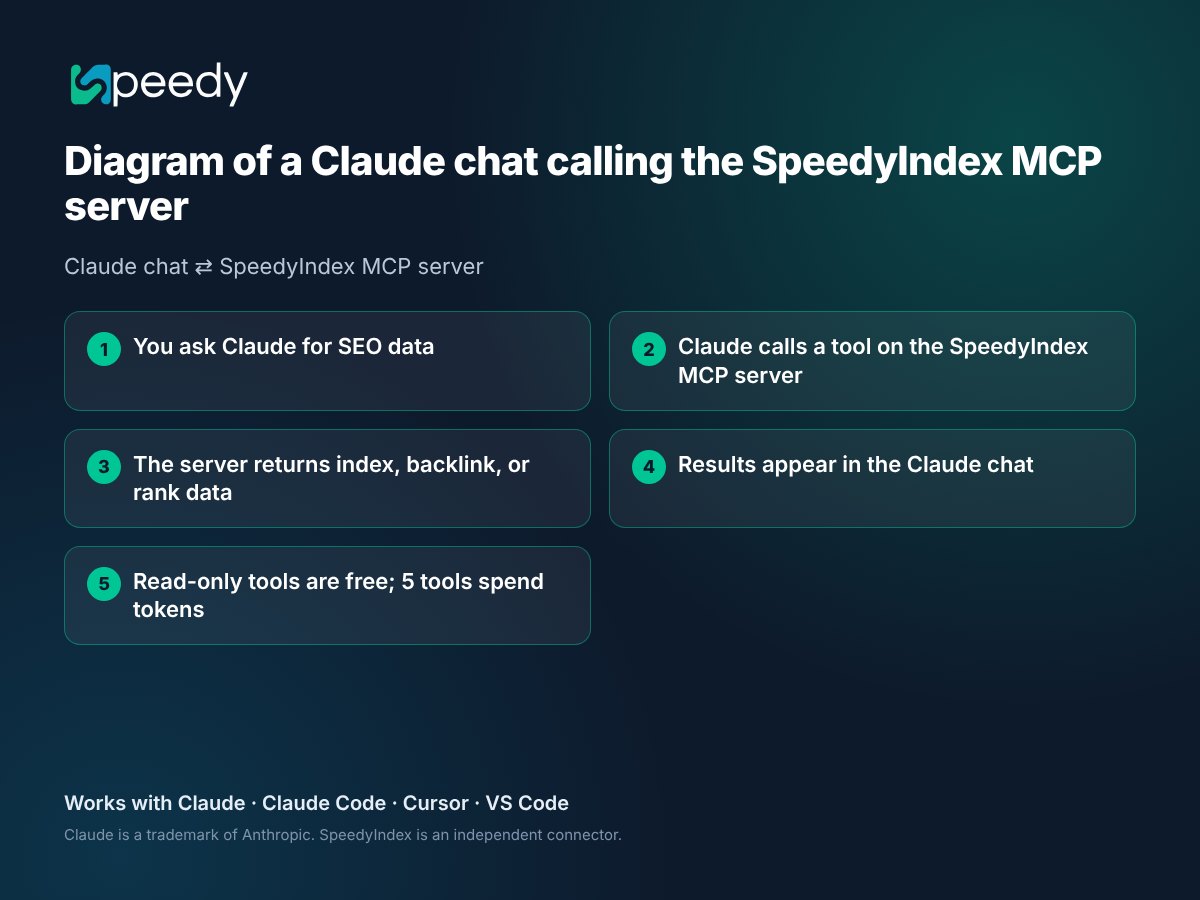 Speedy
Diagram of a Claude chat calling the SpeedyIndex MCP
server
Claude chat ⇄ SpeedyIndex MCP server
1 You ask Claude for SEO data
2 Claude calls a tool on the SpeedyIndex
MCP server
3 The server returns index, backlink, or
rank data
4 Results appear in the Claude chat
5 Read-only tools are free; 5 tools spend
tokens
Works with Claude · Claude Code · Cursor · VS Code
Claude is a trademark of Anthropic. SpeedyIndex is an independent connector.